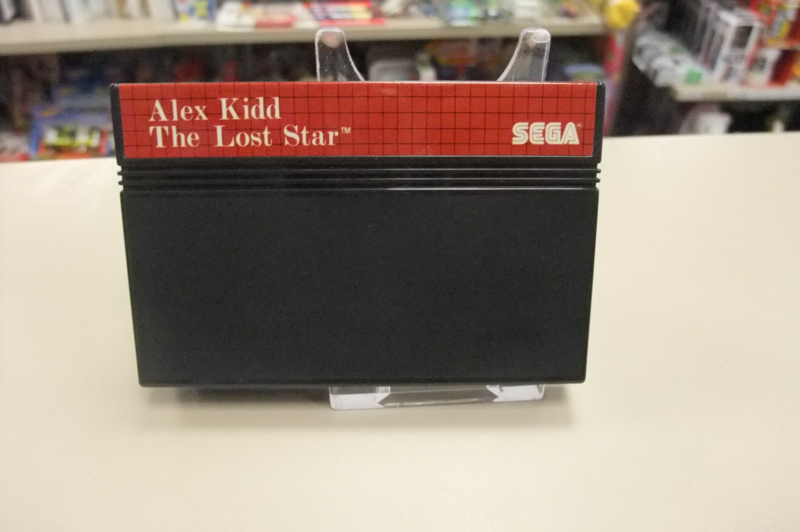 Alex Kidd
The Lost Star™
SEGA®